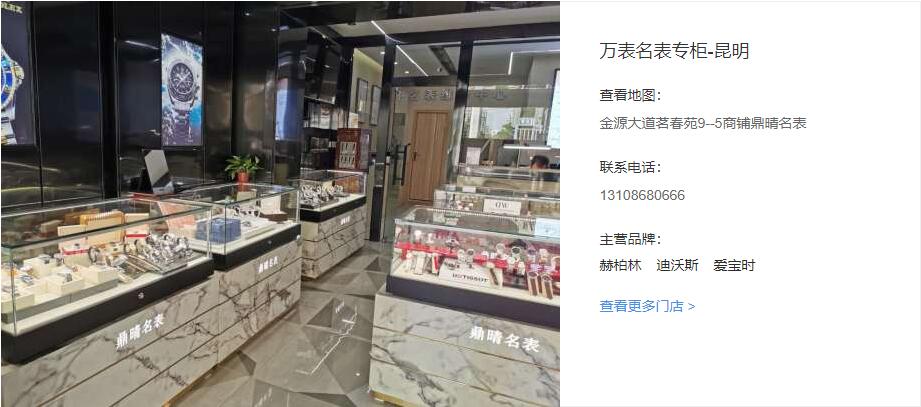 万表名表专柜-昆明
查看地图：
金源大道茗春苑9--5商铺鼎晴名表
联系电话：
13108680666
主营品牌：
赫柏林 迪沃斯 爱宝时
查看更多门店 >
鼎晴名表
鼎晴名表
鼎晴名表
TISSOT